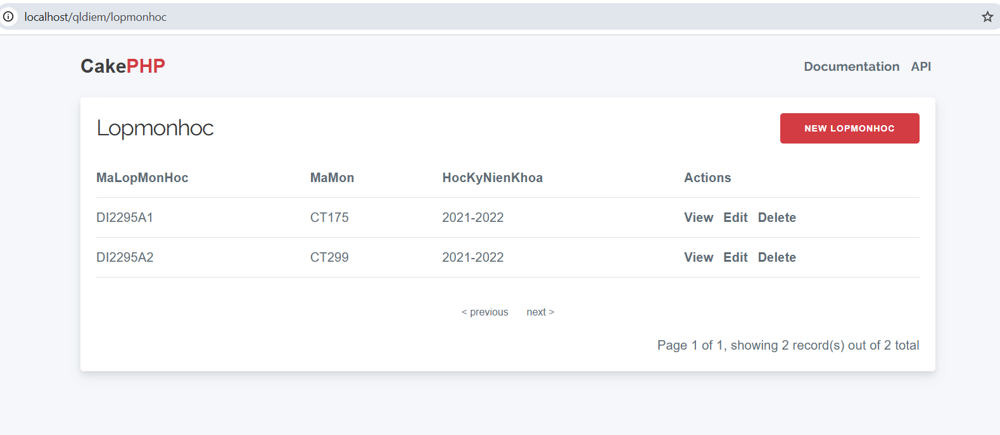 localhost/qldiem/lopmonhoc
CakePHP Documentation API
Lopmonhoc NEW LOPMONHOC
MaLopMonHoc MaMon HocKyNienKhoa Actions
DI2295A1 CT175 2021-2022 View Edit Delete
DI2295A2 CT299 2021-2022 View Edit Delete
< previous next >
Page 1 of 1, showing 2 record(s) out of 2 total